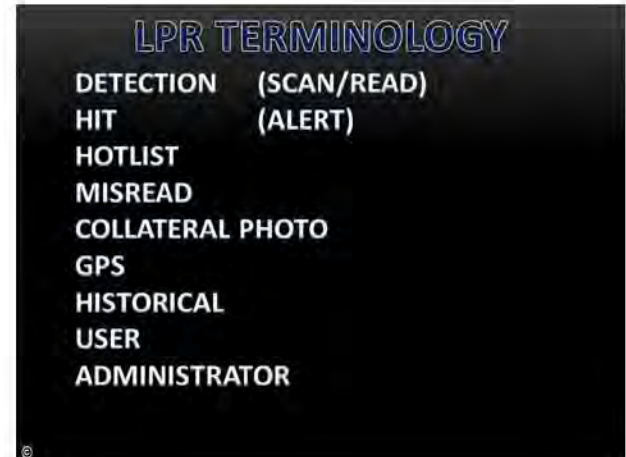 LPR TERMINOLOGY
DETECTION (SCAN/READ)
HIT (ALERT)
HOTLIST
MISREAD
COLLATERAL PHOTO
GPS
HISTORICAL
USER
ADMINISTRATOR
©